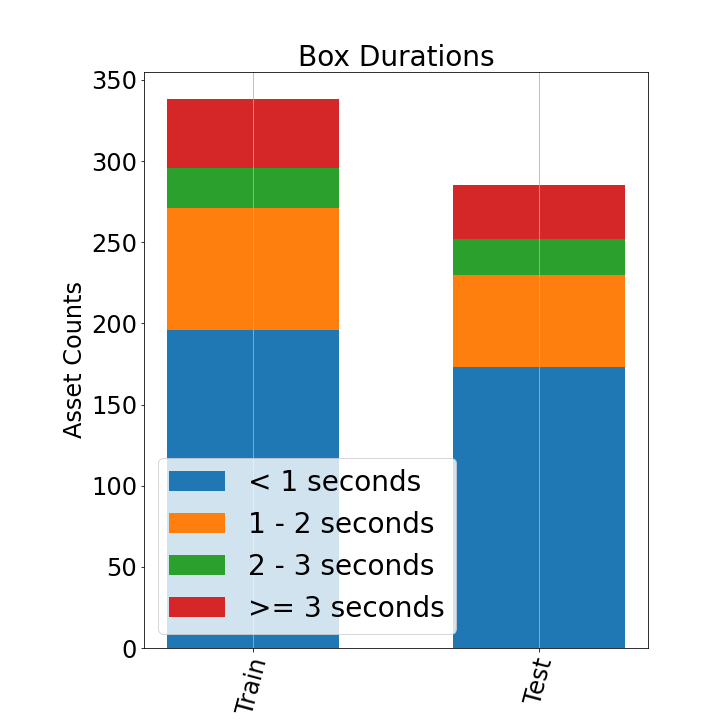 Box Durations
Asset Counts
350
300
250
200
150
100
50
0
< 1 seconds
1 - 2 seconds
2 - 3 seconds
>= 3 seconds
Train
Test